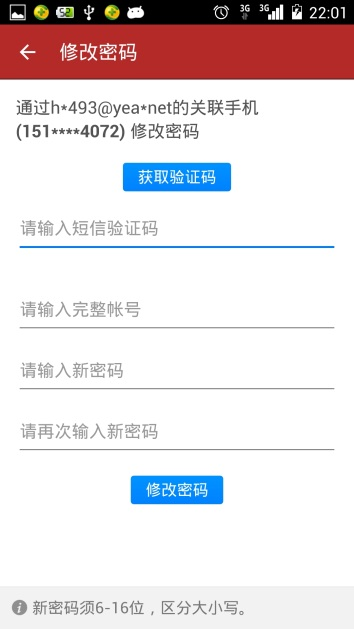 22:01
修改密码
通过h*493@yea*net的关联手机
(151****4072) 修改密码
获取验证码
请输入短信验证码
请输入完整帐号
请输入新密码
请再次输入新密码
修改密码
新密码须6-16位，区分大小写。